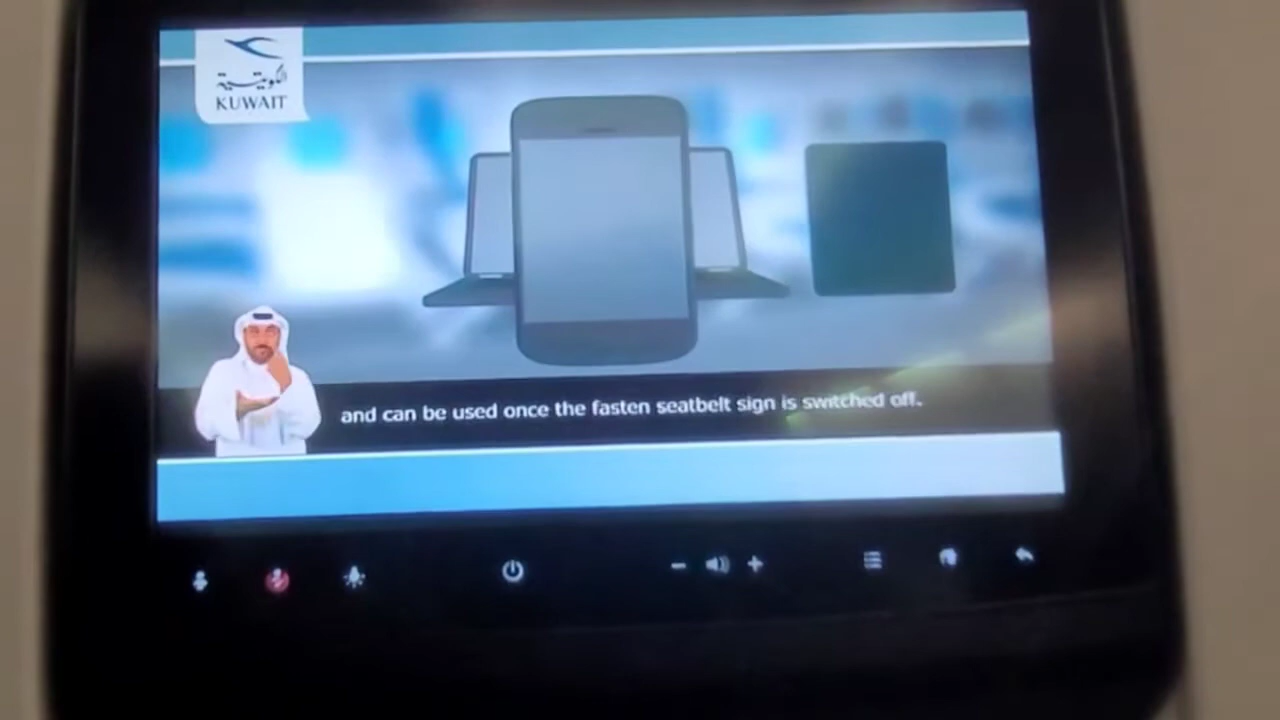 الكويتية
KUWAIT
and can be used once the fasten seatbelt sign is switched off.